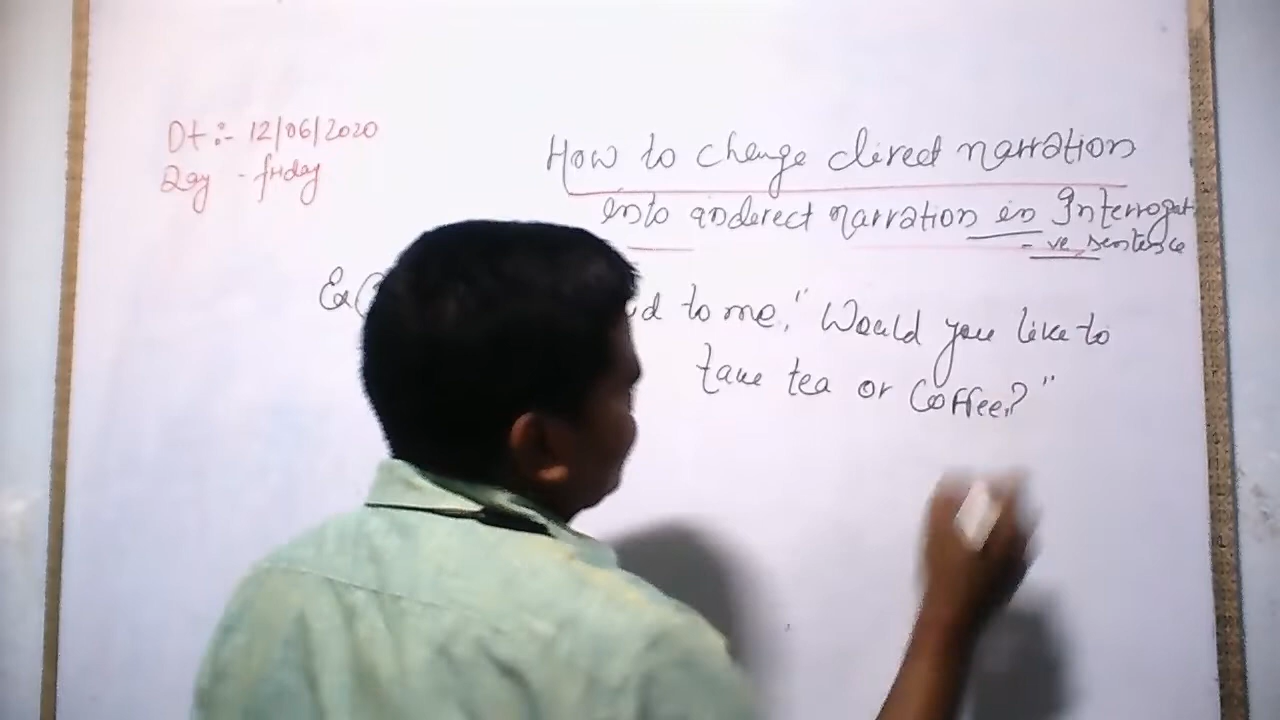 Dt :- 12/06/2020
Day - friday
How to change direct narration
into indirect narration in Interrogati
- ve sentence
Ex( d to me, "Would you like to
take tea or Coffee?"